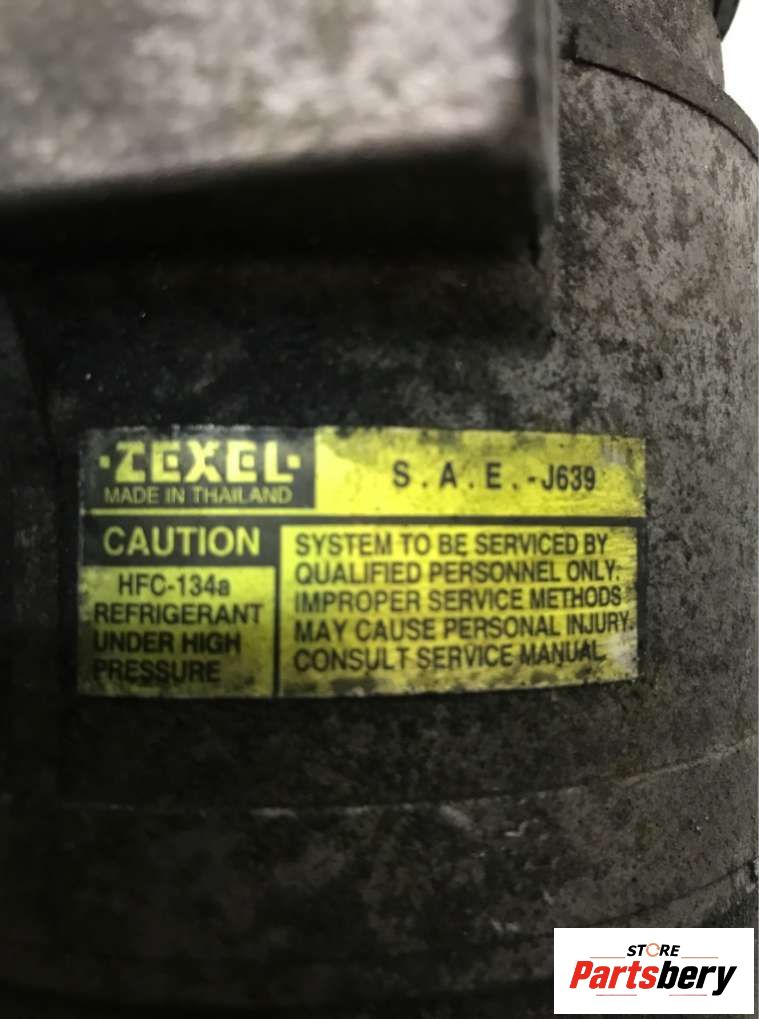 ·ZEXEL·
MADE IN THAILAND
S.A.E.-J639
CAUTION
HFC-134a
REFRIGERANT
UNDER HIGH
PRESSURE
SYSTEM TO BE SERVICED BY
QUALIFIED PERSONNEL ONLY.
IMPROPER SERVICE METHODS
MAY CAUSE PERSONAL INJURY.
CONSULT SERVICE MANUAL.
STORE
Partsbery